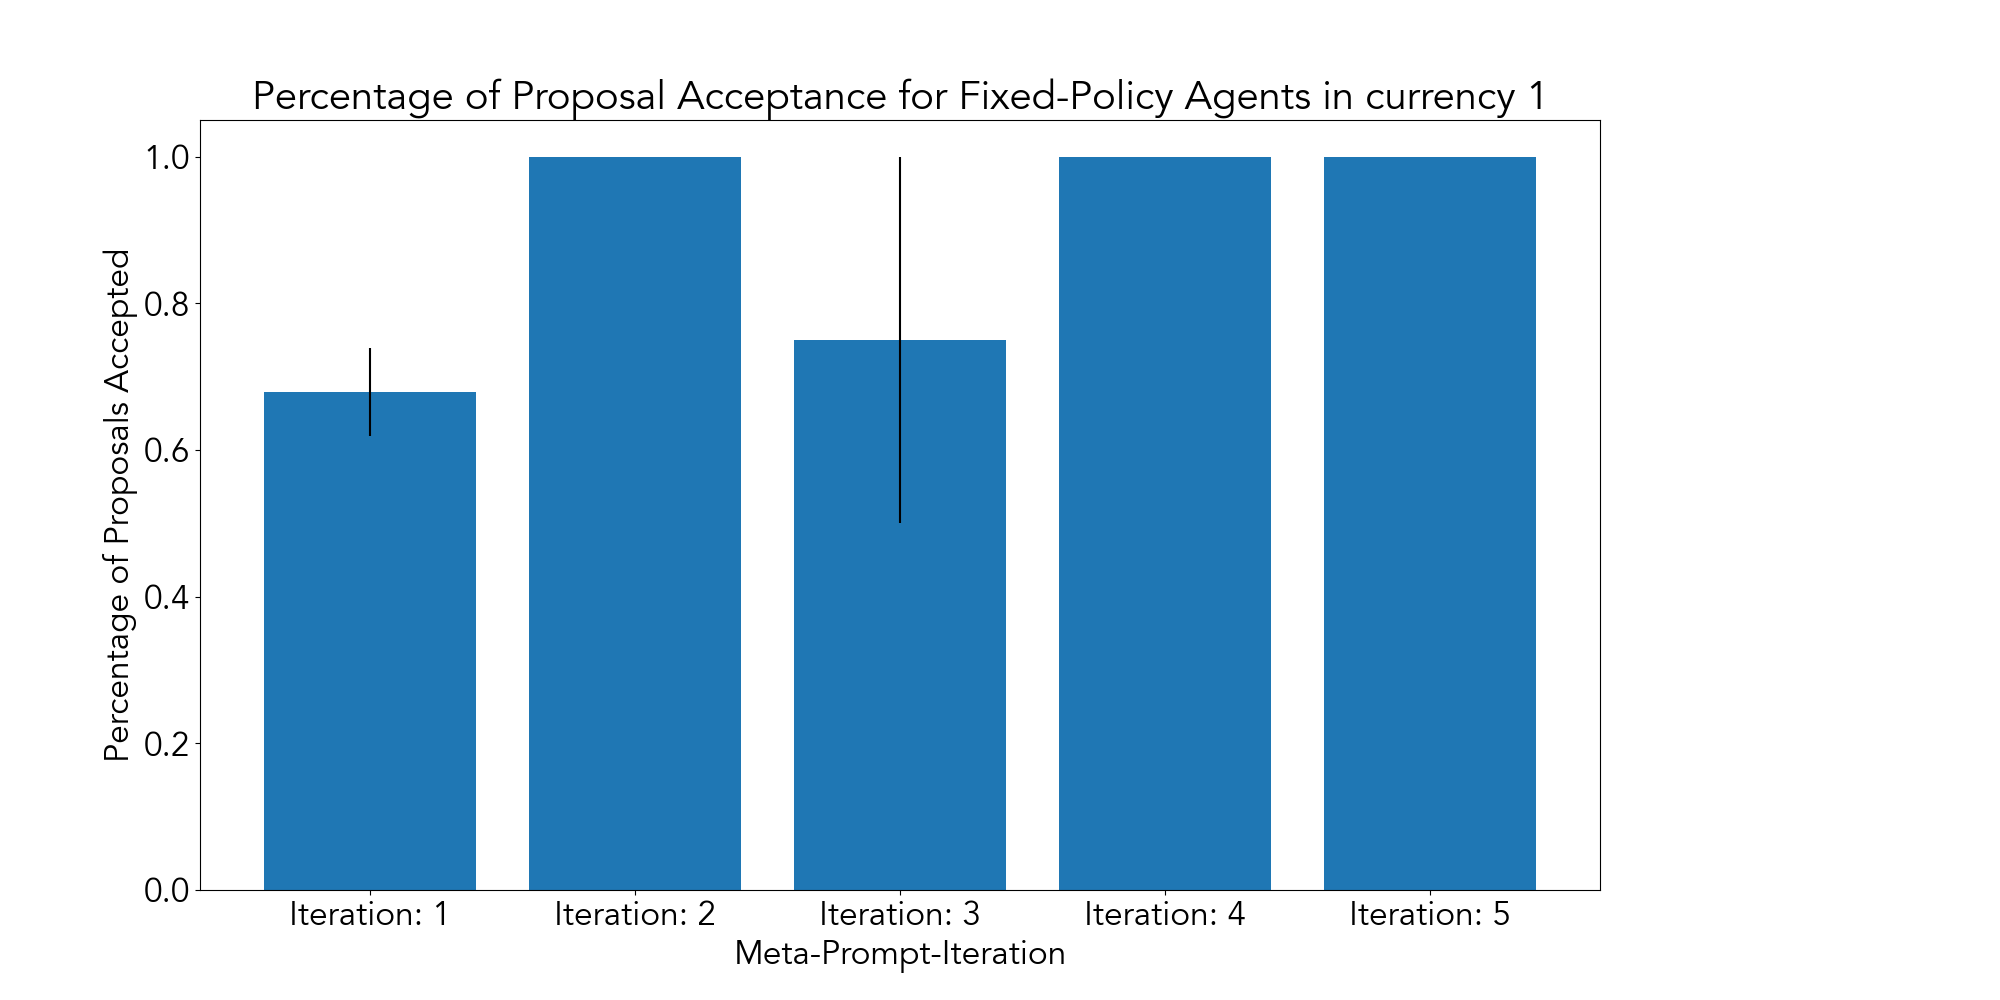 Percentage of Proposal Acceptance for Fixed-Policy Agents in currency 1
Percentage of Proposals Accepted
1.0
0.8
0.6
0.4
0.2
0.0
Iteration: 1
Iteration: 2
Iteration: 3
Iteration: 4
Iteration: 5
Meta-Prompt-Iteration